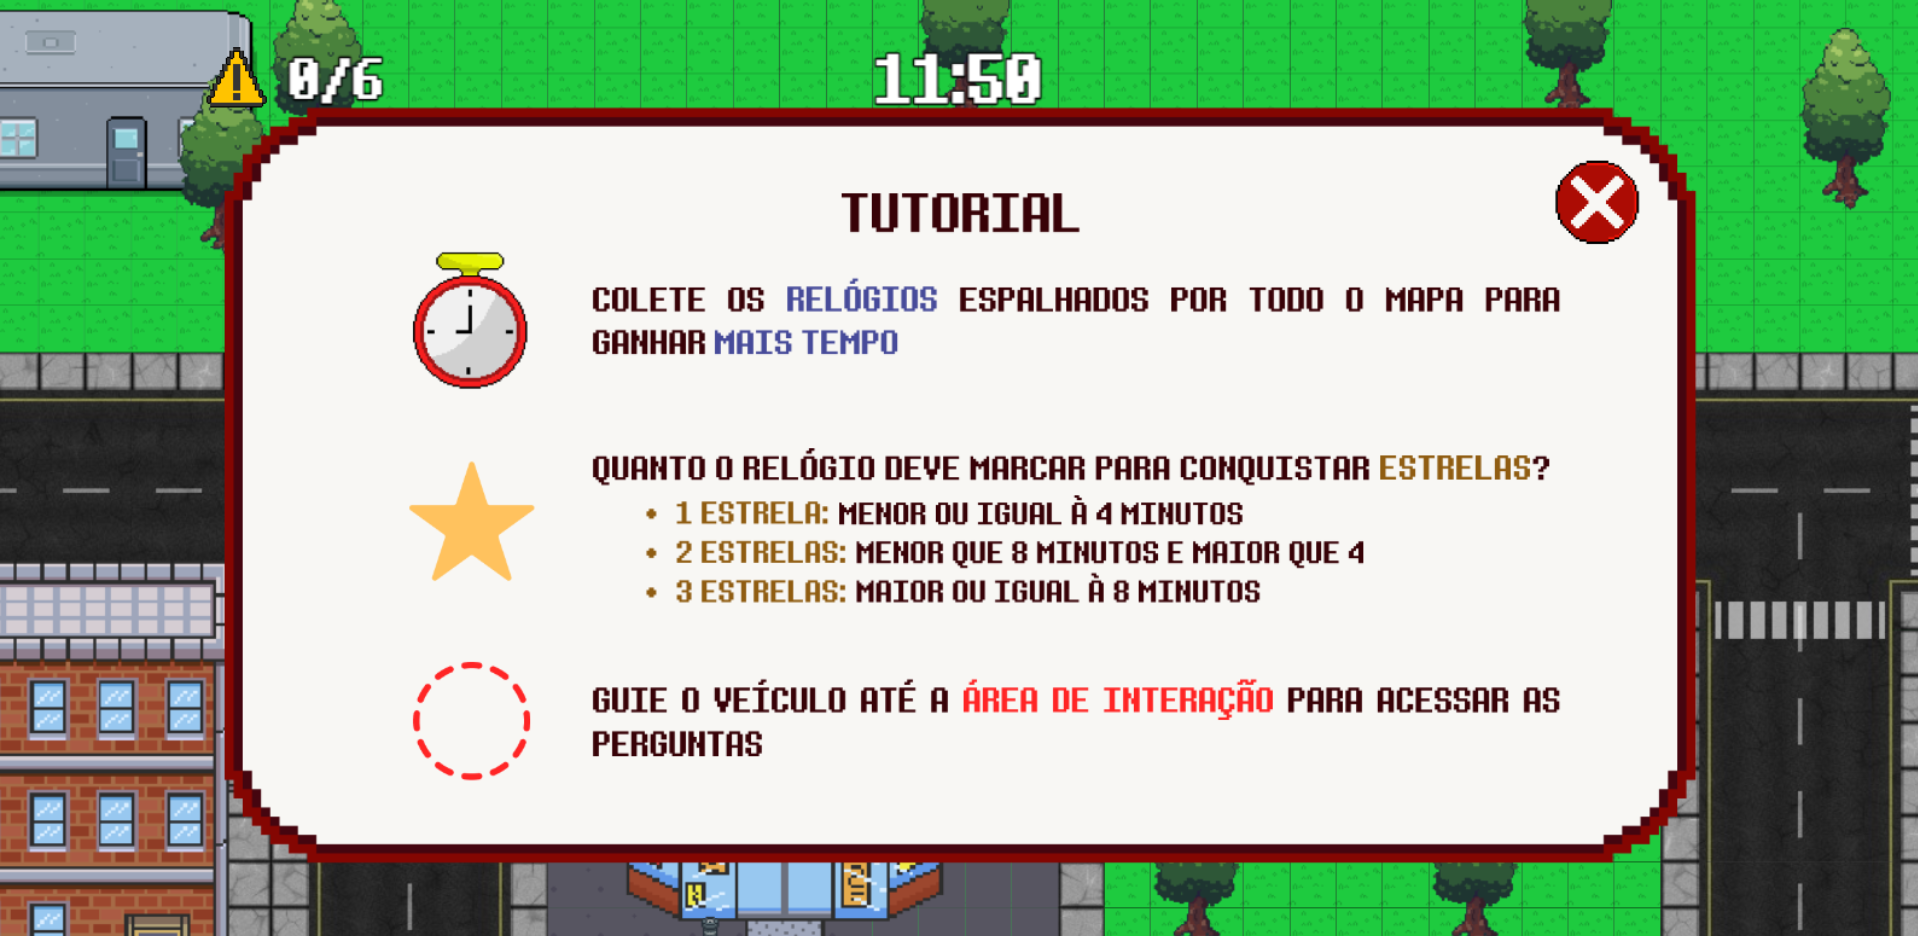 0/6
11:50
TUTORIAL
COLETE OS RELÓGIOS ESPALHADOS POR TODO O MAPA PARA
GANHAR MAIS TEMPO
QUANTO O RELÓGIO DEVE MARCAR PARA CONQUISTAR ESTRELAS?
• 1 ESTRELA: MENOR OU IGUAL À 4 MINUTOS
• 2 ESTRELAS: MENOR QUE 8 MINUTOS E MAIOR QUE 4
• 3 ESTRELAS: MAIOR OU IGUAL À 8 MINUTOS
GUIE O VEÍCULO ATÉ A ÁREA DE INTERAÇÃO PARA ACESSAR AS
PERGUNTAS